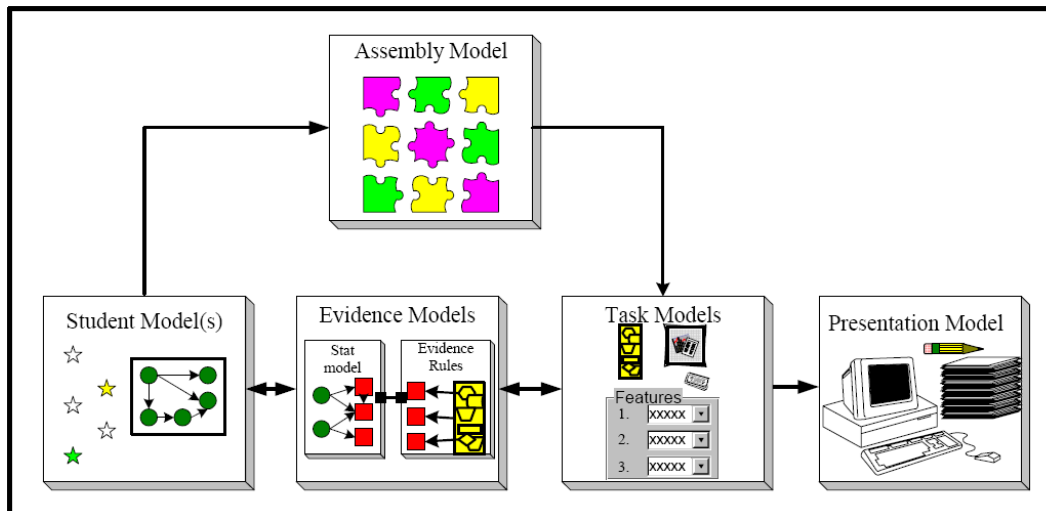 Assembly Model
Student Model(s)
Evidence Models
Stat
model
Evidence
Rules
Task Models
Features
1. xxxxx
2. xxxxx
3. xxxxx
Presentation Model